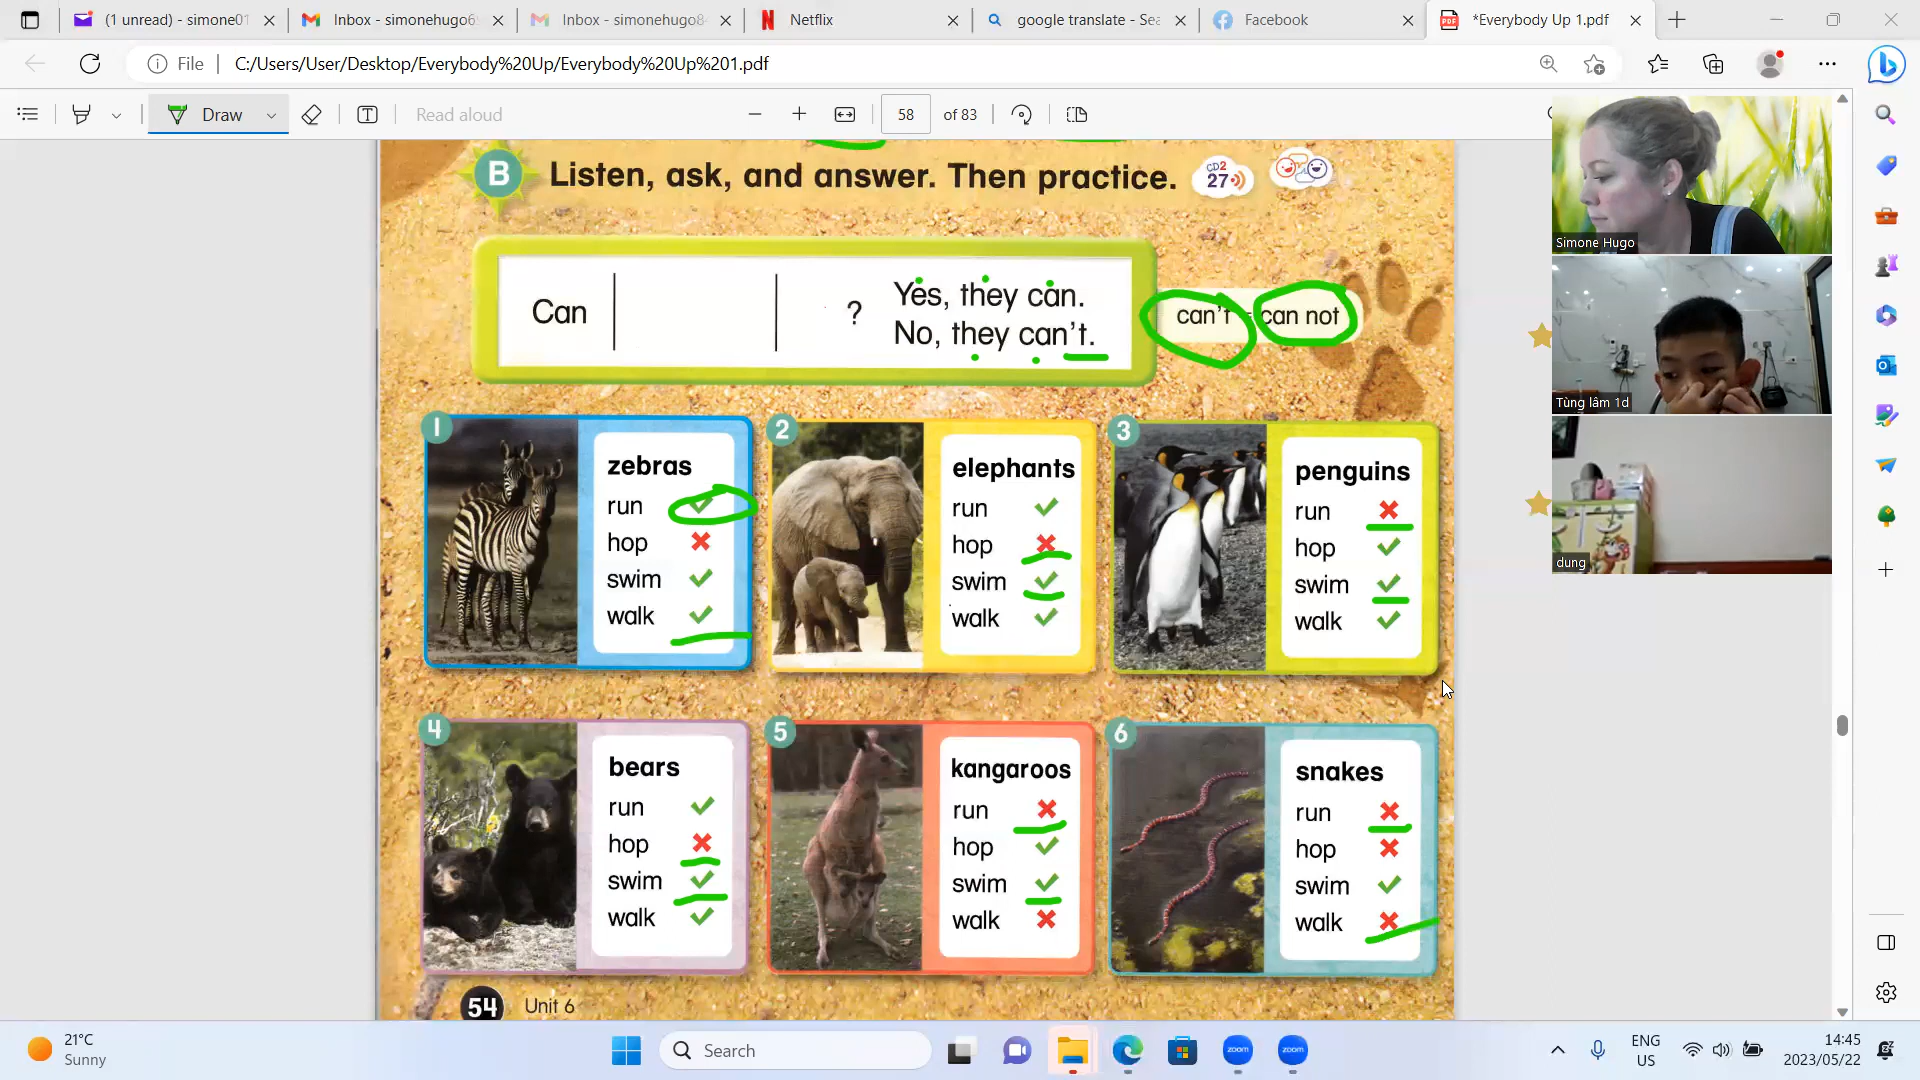 (1 unread) - simone01
Inbox - simonehugo6
Inbox - simonehugo8
Netflix
google translate - Sea
Facebook
*Everybody Up 1.pdf
File
C:/Users/User/Desktop/Everybody%20Up/Everybody%20Up%201.pdf
Draw
Read aloud
58
of 83
B
Listen, ask, and answer. Then practice.
CD2
27
Can
?
Yes, they can.
No, they can't.
can't = can not
Simone Hugo
Tùng lâm 1d
dung
1
zebras
run
hop
swim
walk
2
elephants
run
hop
swim
walk
3
penguins
run
hop
swim
walk
4
bears
run
hop
swim
walk
5
kangaroos
run
hop
swim
walk
6
snakes
run
hop
swim
walk
54
Unit 6
21°C
Sunny
Search
zoom
zoom
ENG
US
14:45
2023/05/22